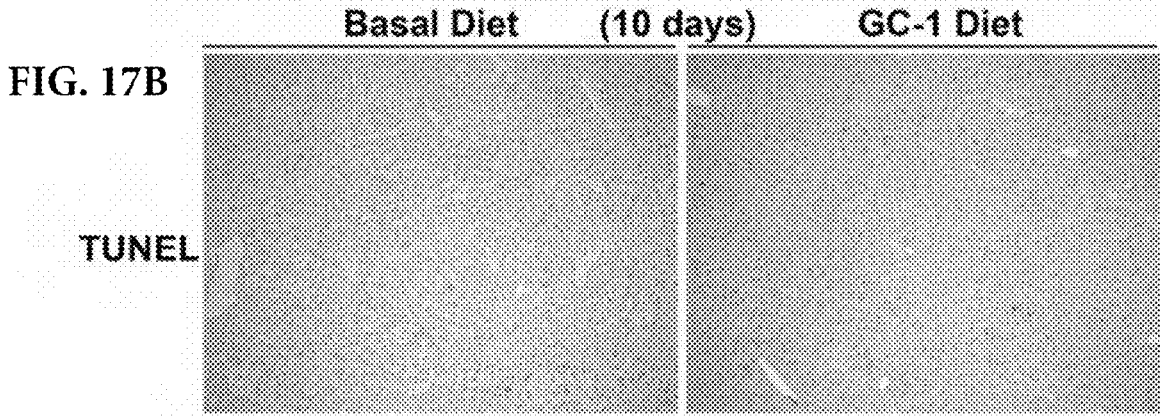 Basal Diet (10 days) GC-1 Diet
FIG. 17B
TUNEL